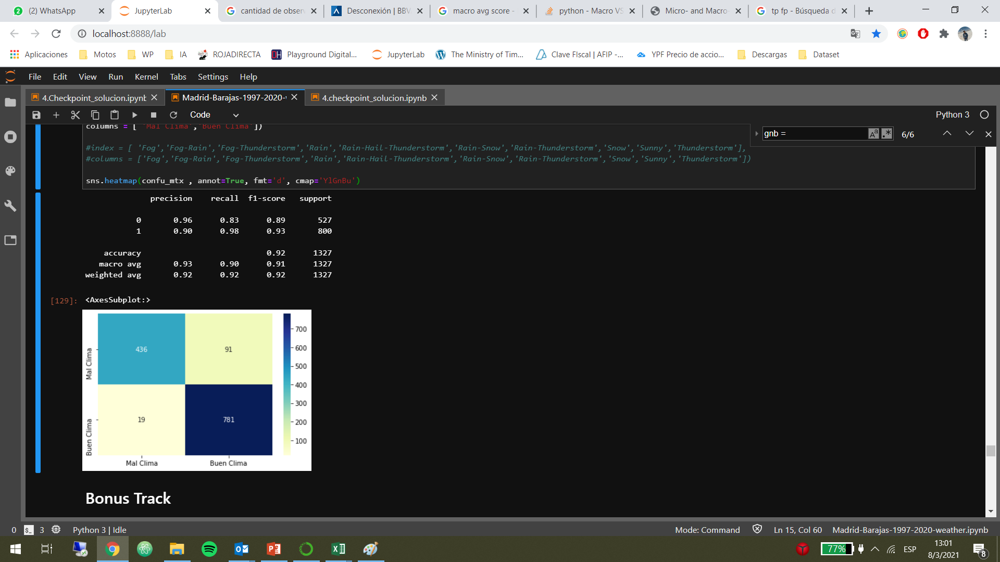 (2) WhatsApp
JupyterLab
cantidad de obser
Desconexión | BBV
macro avg score -
python - Macro VS
Micro- and Macro-
tp fp - Búsqueda d
localhost:8888/lab
Aplicaciones
Motos
WP
IA
ROJADIRECTA
Playground Digital...
JupyterLab
The Ministry of Tim...
Clave FIscal | AFIP -...
YPF Precio de accio...
Descargas
Dataset
File Edit View Run Kernel Tabs Settings Help
4.Checkpoint_solucion.ipynb
Madrid-Barajas-1997-2020-
4.checkpoint_solucion.ipynb
Code
Python 3
gnb =
6/6
columns = [ 'Mal Clima','Buen Clima'])
#index = [ 'Fog','Fog-Rain','Fog-Thunderstorm','Rain','Rain-Hail-Thunderstorm','Rain-Snow','Rain-Thunderstorm','Snow','Sunny','Thunderstorm'],
#columns = ['Fog','Fog-Rain','Fog-Thunderstorm','Rain','Rain-Hail-Thunderstorm','Rain-Snow','Rain-Thunderstorm','Snow','Sunny','Thunderstorm'])
sns.heatmap(confu_mtx , annot=True, fmt='d', cmap='YlGnBu')
precision recall f1-score support
0 0.96 0.83 0.89 527
1 0.90 0.98 0.93 800
accuracy 0.92 1327
macro avg 0.93 0.90 0.91 1327
weighted avg 0.92 0.92 0.92 1327
[129]: <AxesSubplot:>
Mal Clima
Buen Clima
436
91
19
781
Mal Clima
Buen Clima
700
600
500
400
300
200
100
Bonus Track
0
3
Python 3 | Idle
Mode: Command
Ln 15, Col 60
Madrid-Barajas-1997-2020-weather.ipynb
77%
ESP
13:01
8/3/2021
8